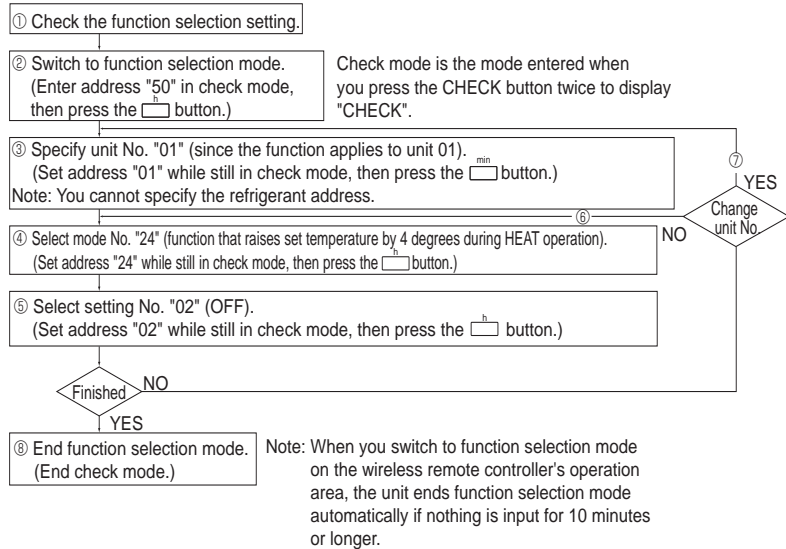 ① Check the function selection setting.
② Switch to function selection mode.
(Enter address "50" in check mode,
then press the h button.)
Check mode is the mode entered when
you press the CHECK button twice to display
"CHECK".
③ Specify unit No. "01" (since the function applies to unit 01).
(Set address "01" while still in check mode, then press the min button.)
Note: You cannot specify the refrigerant address.
⑦
YES
Change
unit No.
⑥
NO
④ Select mode No. "24" (function that raises set temperature by 4 degrees during HEAT operation).
(Set address "24" while still in check mode, then press the h button.)
⑤ Select setting No. "02" (OFF).
(Set address "02" while still in check mode, then press the h button.)
Finished
NO
YES
⑧ End function selection mode.
(End check mode.)
Note: When you switch to function selection mode
on the wireless remote controller's operation
area, the unit ends function selection mode
automatically if nothing is input for 10 minutes
or longer.